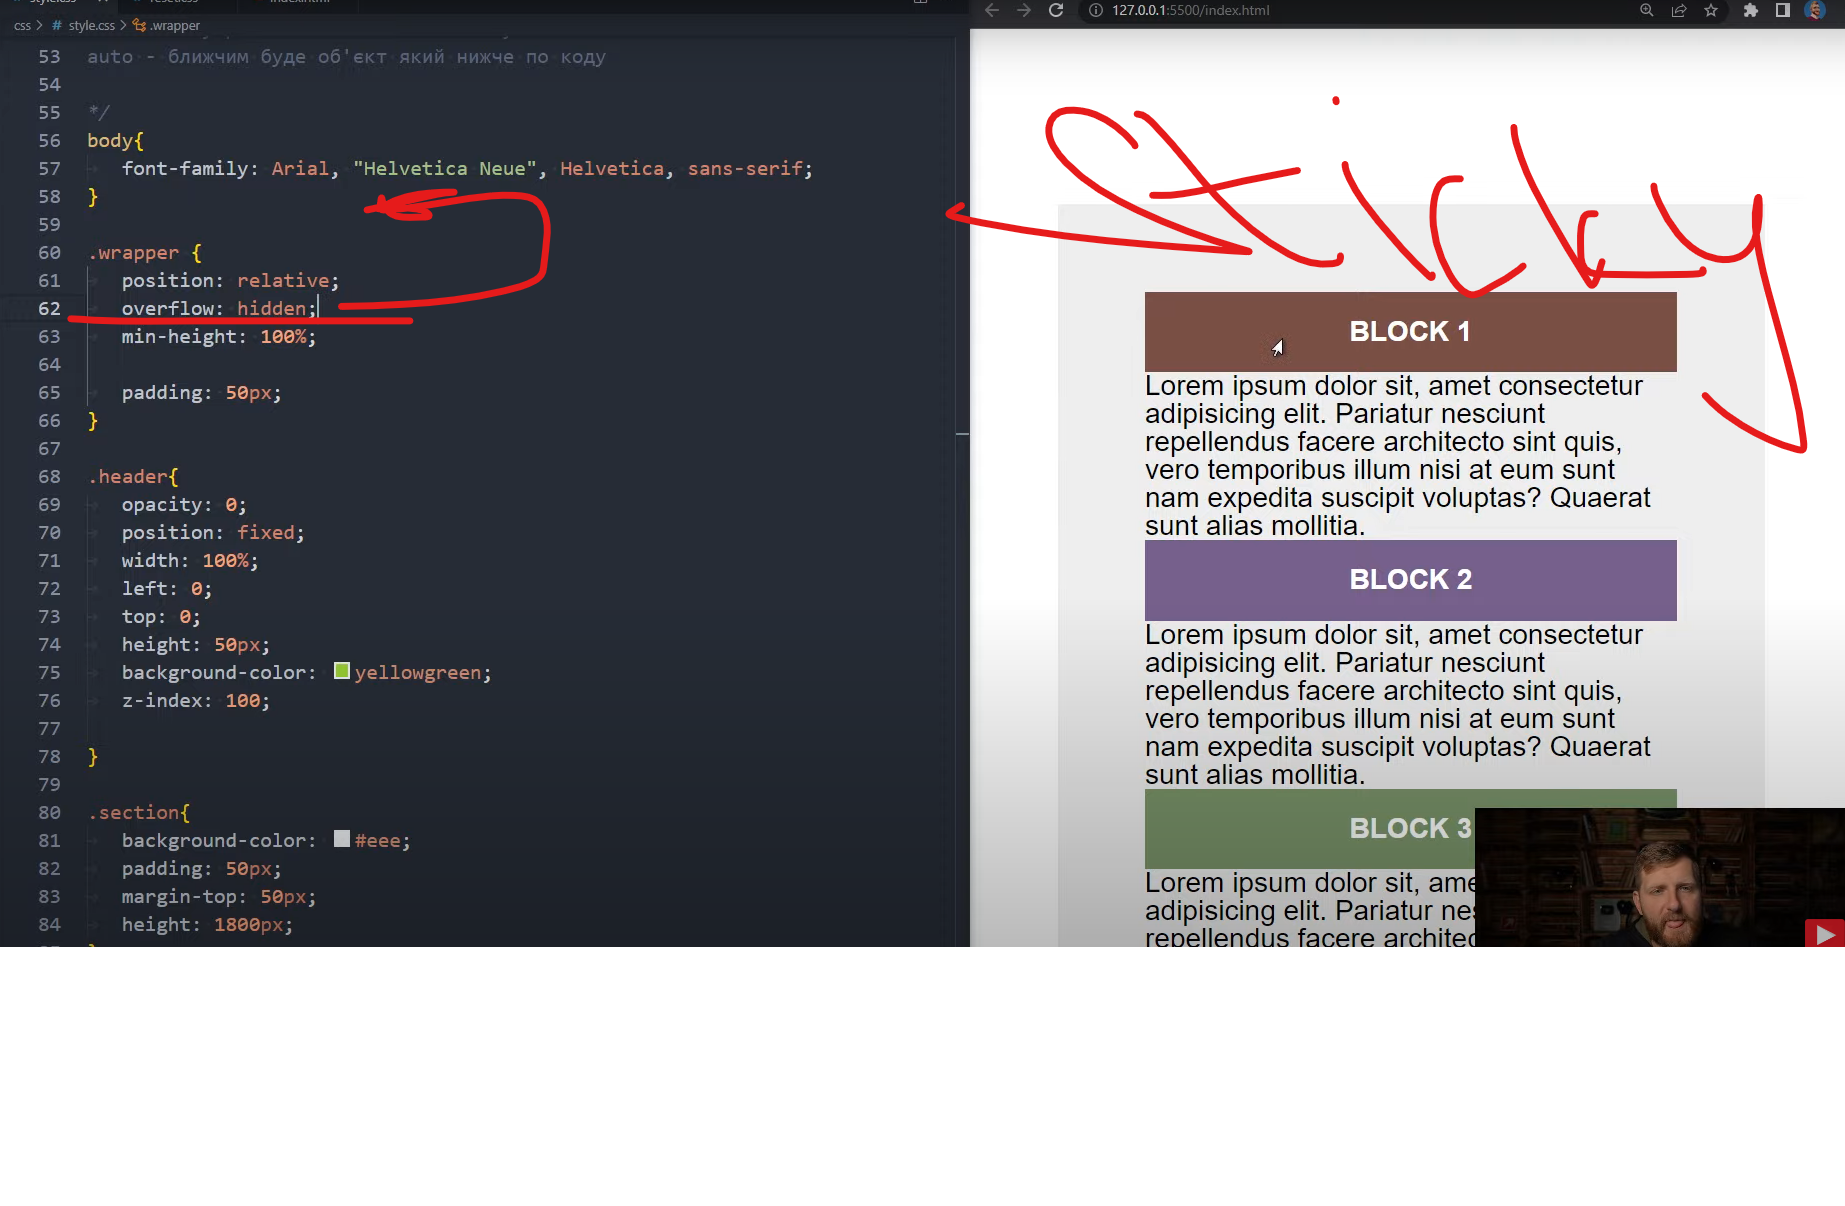 css > # style.css > .wrapper
127.0.0.1:5500/index.html
53 auto - ближчим буде об'єкт який нижче по коду
54
55 */
56 body{
57 font-family: Arial, "Helvetica Neue", Helvetica, sans-serif;
58 }
59
60 .wrapper {
61 position: relative;
62 overflow: hidden;
63 min-height: 100%;
64
65 padding: 50px;
66 }
67
68 .header{
69 opacity: 0;
70 position: fixed;
71 width: 100%;
72 left: 0;
73 top: 0;
74 height: 50px;
75 background-color: yellowgreen;
76 z-index: 100;
77
78 }
79
80 .section{
81 background-color: #eee;
82 padding: 50px;
83 margin-top: 50px;
84 height: 1800px;
Sticky
BLOCK 1
Lorem ipsum dolor sit, amet consectetur
adipisicing elit. Pariatur nesciunt
repellendus facere architecto sint quis,
vero temporibus illum nisi at eum sunt
nam expedita suscipit voluptas? Quaerat
sunt alias mollitia.
BLOCK 2
Lorem ipsum dolor sit, amet consectetur
adipisicing elit. Pariatur nesciunt
repellendus facere architecto sint quis,
vero temporibus illum nisi at eum sunt
nam expedita suscipit voluptas? Quaerat
sunt alias mollitia.
BLOCK 3
Lorem ipsum dolor sit, ame
adipisicing elit. Pariatur nes
repellendus facere architec